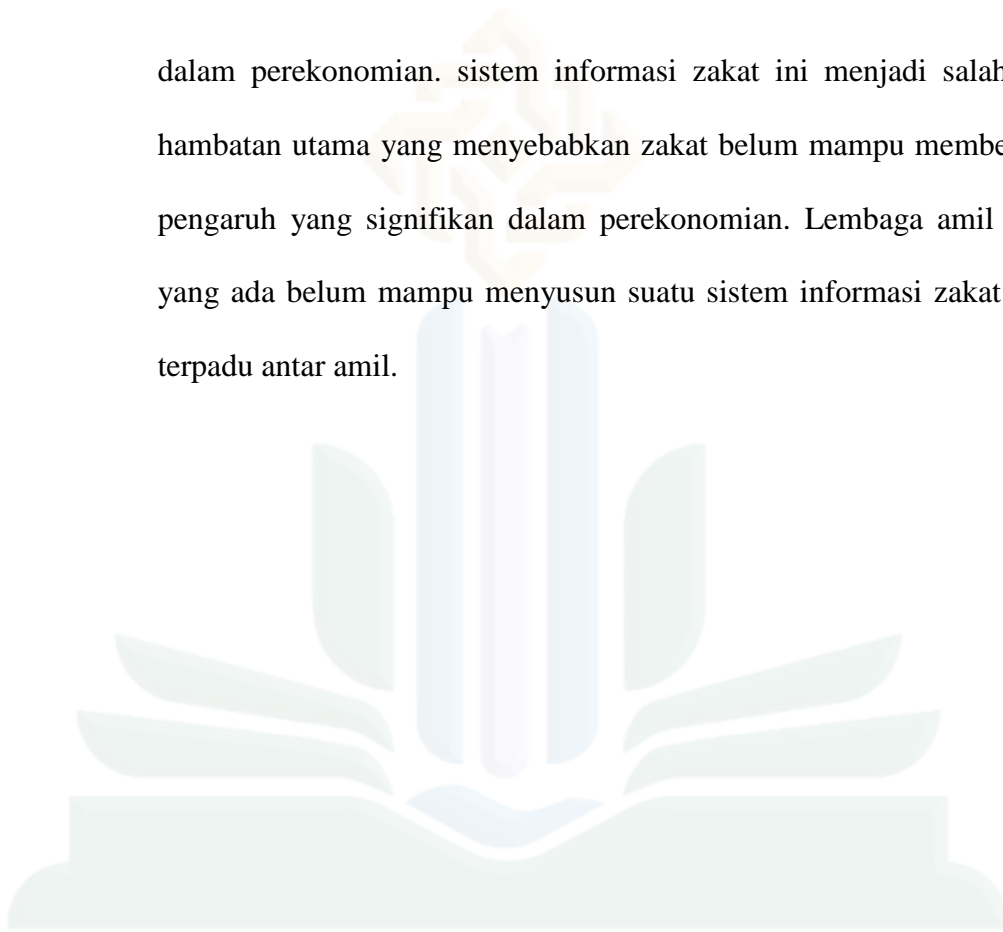 dalam perekonomian. sistem informasi zakat ini menjadi salah
hambatan utama yang menyebabkan zakat belum mampu membe
pengaruh yang signifikan dalam perekonomian. Lembaga amil
yang ada belum mampu menyusun suatu sistem informasi zakat
terpadu antar amil.